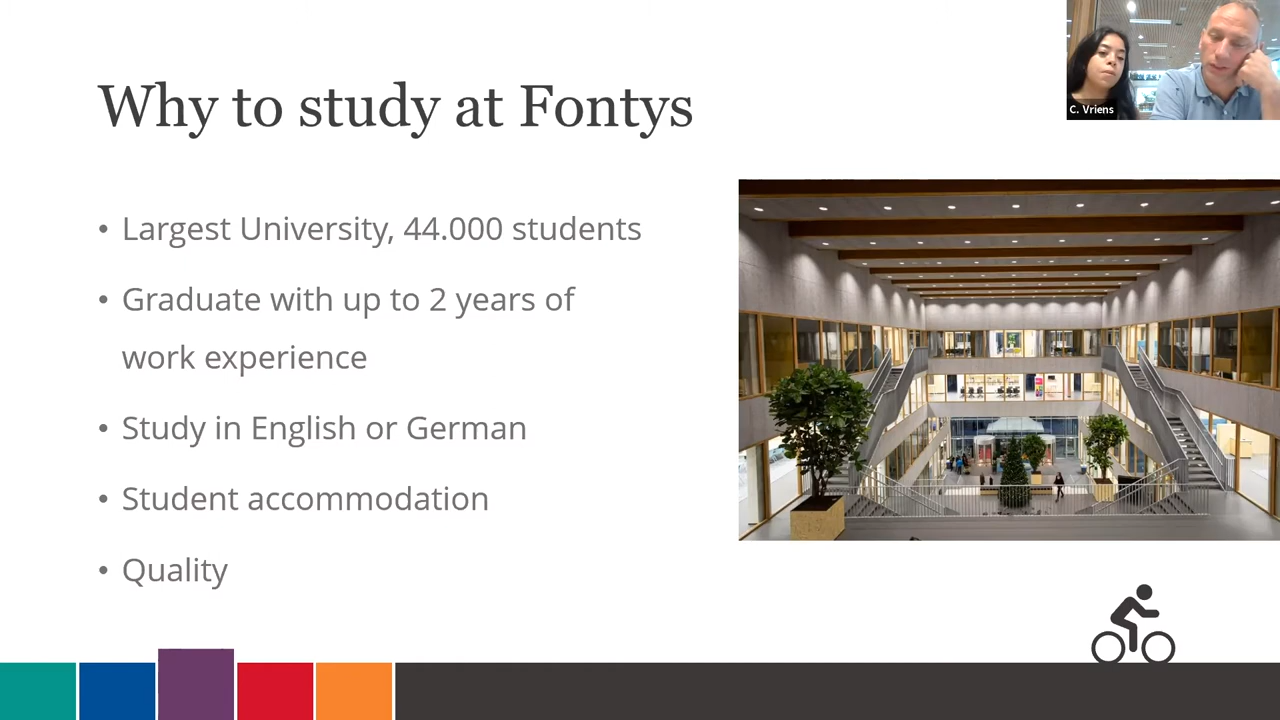 Why to study at Fontys
• Largest University, 44.000 students
• Graduate with up to 2 years of
work experience
• Study in English or German
• Student accommodation
• Quality
C. Vriens